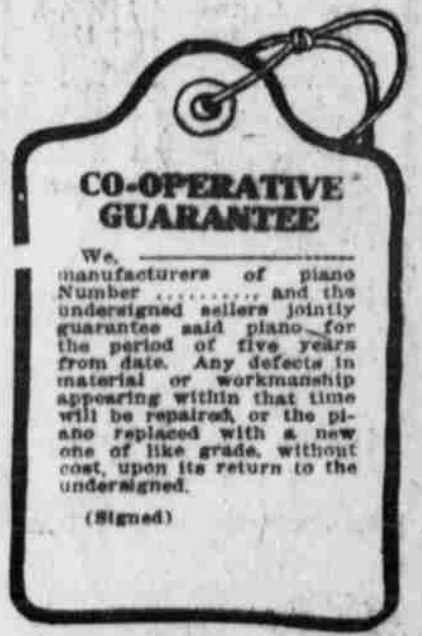 CO-OPERATIVE
GUARANTEE
We, ————————
manufacturers of piano
Number .........., and the
undersigned sellers jointly
guarantee said piano for
the period of five years
from date. Any defects in
material or workmanship
appearing within that time
will be repaired, or the pi-
ano replaced with a new
one of like grade, without
cost, upon its return to the
undersigned.
(Signed)